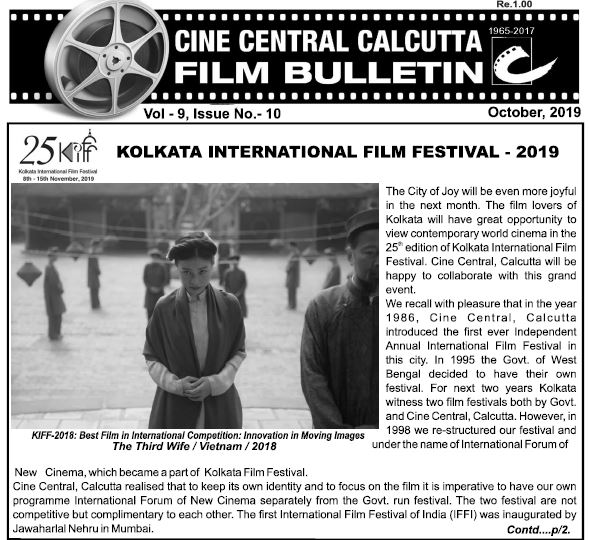 Re.1.00
CINE CENTRAL CALCUTTA
1965-2017
FILM BULLETIN
Vol - 9, Issue No.- 10
October, 2019
25 KIFF
Kolkata International Film Festival
8th - 15th November, 2019
KOLKATA INTERNATIONAL FILM FESTIVAL - 2019
The City of Joy will be even more joyful
in the next month. The film lovers of
Kolkata will have great opportunity to
view contemporary world cinema in the
25th edition of Kolkata International Film
Festival. Cine Central, Calcutta will be
happy to collaborate with this grand
event.
We recall with pleasure that in the year
1986, Cine Central, Calcutta
introduced the first ever Independent
Annual International Film Festival in
this city. In 1995 the Govt. of West
Bengal decided to have their own
festival. For next two years Kolkata
witness two film festivals both by Govt.
and Cine Central, Calcutta. However, in
1998 we re-structured our festival and
under the name of International Forum of
KIFF-2018: Best Film in International Competition: Innovation in Moving Images
The Third Wife / Vietnam / 2018
New Cinema, which became a part of Kolkata Film Festival.
Cine Central, Calcutta realised that to keep its own identity and to focus on the film it is imperative to have our own
programme International Forum of New Cinema separately from the Govt. run festival. The two festival are not
competitive but complimentary to each other. The first International Film Festival of India (IFFI) was inaugurated by
Jawaharlal Nehru in Mumbai.
Contd....p/2.